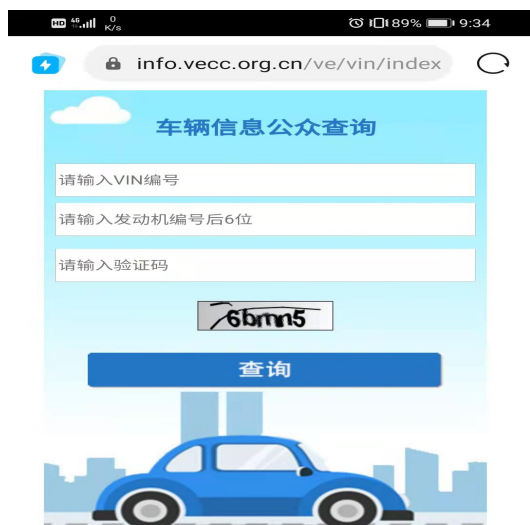 HD 46 0 K/s 89% 9:34
info.vecc.org.cn/ve/vin/index
车辆信息公众查询
请输入VIN编号
请输入发动机编号后6位
请输入验证码
6bmn5
查询